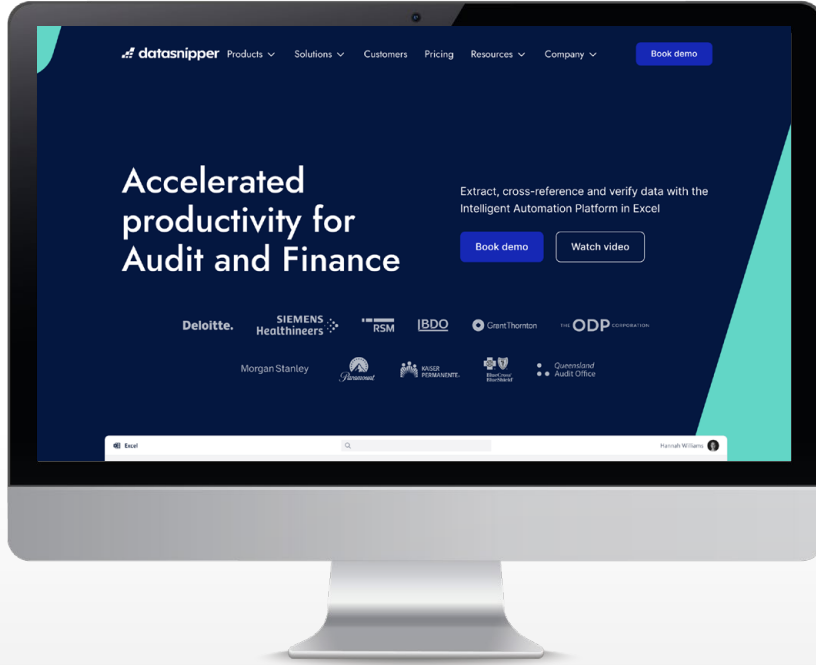 datasnipper Products Solutions Customers Pricing Resources Company Book demo
Accelerated
productivity for
Audit and Finance
Extract, cross-reference and verify data with the
Intelligent Automation Platform in Excel
Book demo Watch video
Deloitte. SIEMENS
Healthineers RSM |BDO Grant Thornton THE ODP CORPORATION
Morgan Stanley Paramount KAISER
PERMANENTE. BlueCross
BlueShield Queensland
Audit Office
Excel Hannah Williams